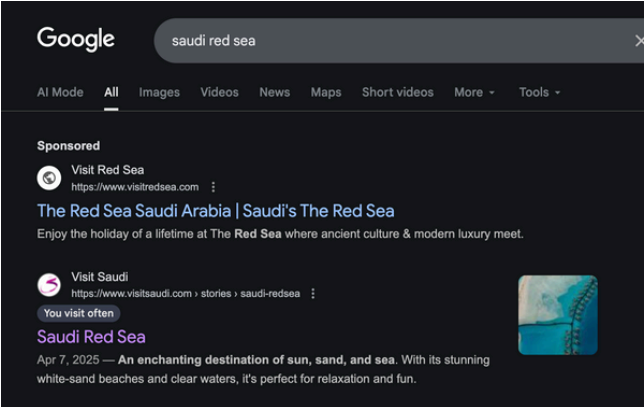 Google
saudi red sea
AI Mode All Images Videos News Maps Short videos More Tools
Sponsored
Visit Red Sea
https://www.visitredsea.com
The Red Sea Saudi Arabia | Saudi's The Red Sea
Enjoy the holiday of a lifetime at The Red Sea where ancient culture & modern luxury meet.
Visit Saudi
https://www.visitsaudi.com › stories › saudi-redsea
You visit often
Saudi Red Sea
Apr 7, 2025 — An enchanting destination of sun, sand, and sea. With its stunning
white-sand beaches and clear waters, it's perfect for relaxation and fun.